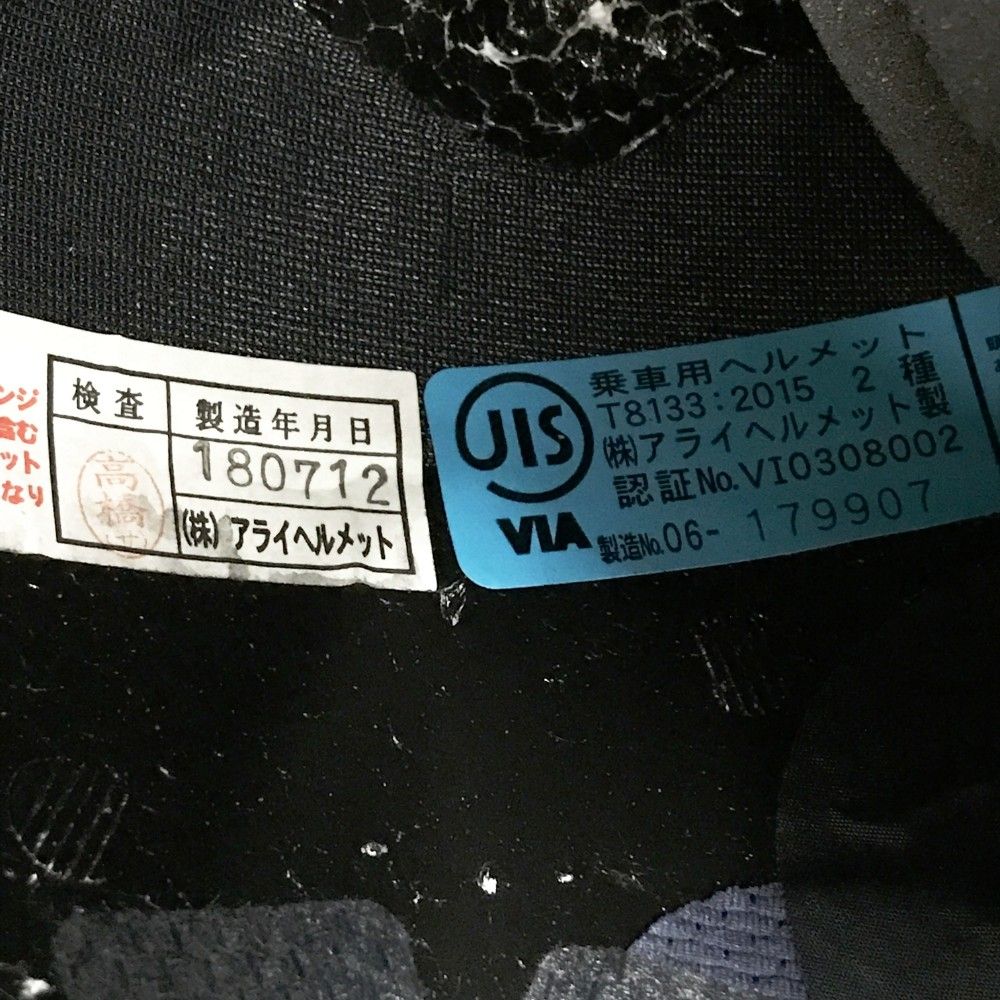 ンジ
含む
ット
なり
検査
製造年月日
180712
(株)アライヘルメット
高橋
JIS
VIA
乗車用ヘルメット
T8133:2015 2種
(株)アライヘルメット製
認証No.VI0308002
製造No.06-179907